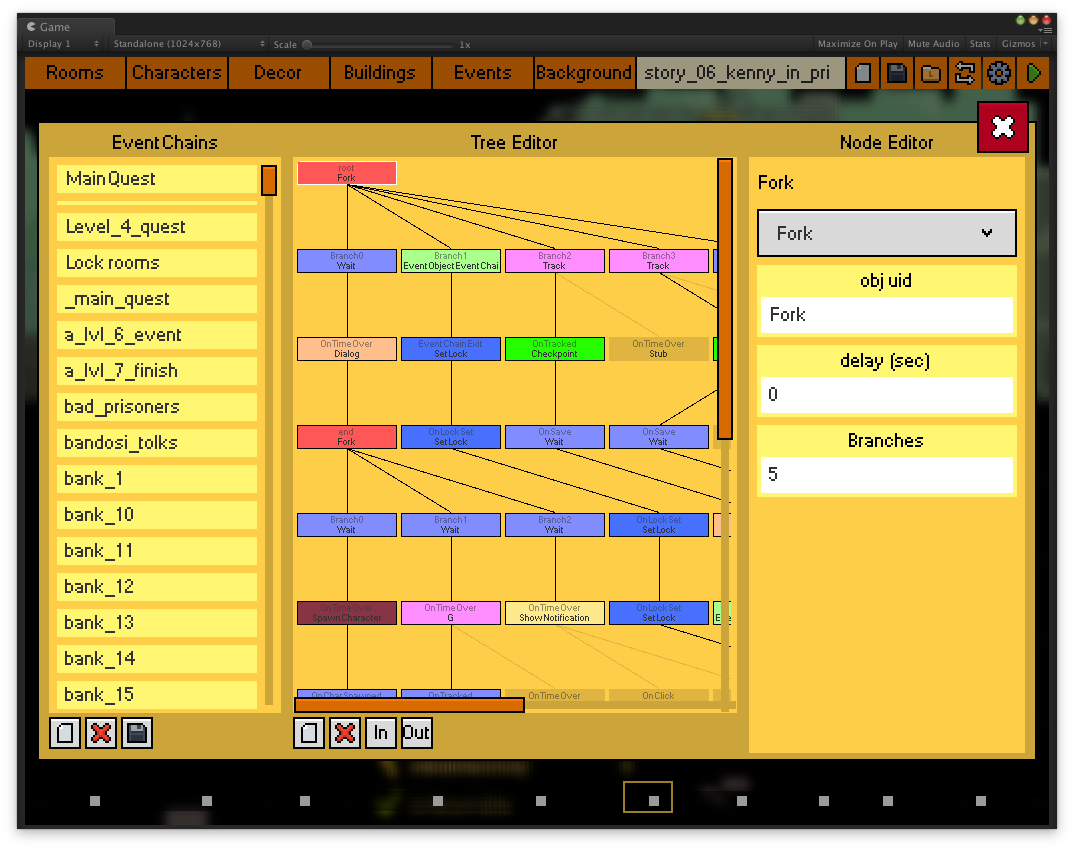 Game
Display 1 Standalone (1024x768) Scale 1x Maximize On Play Mute Audio Stats Gizmos
Rooms Characters Decor Buildings Events Background story_06_kenny_in_pri
Event Chains
Main Quest
Level_4_quest
Lock rooms
_main_quest
a_lvl_6_event
a_lvl_7_finish
bad_prisoners
bandosi_tolks
bank_1
bank_10
bank_11
bank_12
bank_13
bank_14
bank_15
Tree Editor
root
Fork
Branch0 Branch1 Branch2 Branch3
Wait EventObjectEventChai Track Track
OnTimeOver EventChainExit OnTracked OnTimeOver
Dialog SetLock Checkpoint Stub
end OnLockSet OnSave OnSave
Fork SetLock Wait Wait
Branch0 Branch1 Branch2 OnLockSet
Wait Wait Wait SetLock
OnTimeOver OnTimeOver OnTimeOver OnLockSet
SpawnCharacter G ShowNotification SetLock
OnCharSpawned OnTracked OnTimeOver OnClick
In Out
Node Editor
Fork
Fork
obj uid
Fork
delay (sec)
0
Branches
5